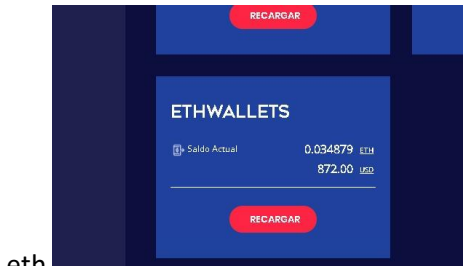 RECARGAR
ETHWALLETS
Saldo Actual 0.034879 ETH
872.00 USD
RECARGAR
eth